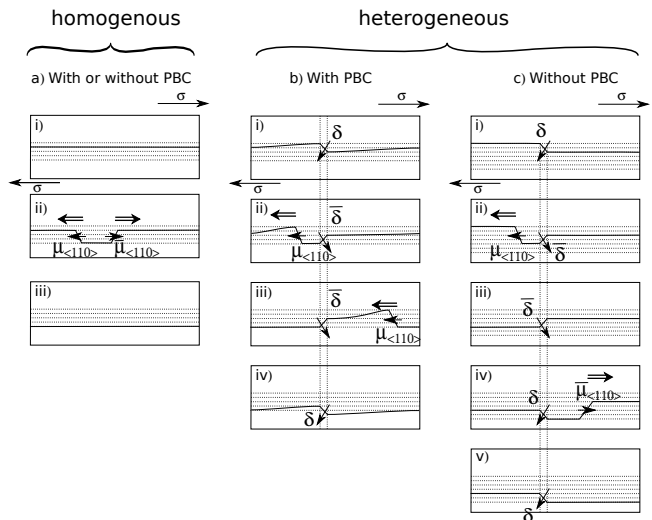 homogenous
heterogeneous
a) With or without PBC
b) With PBC
c) Without PBC
σ
σ
σ
i)
i)
δ
i)
δ
σ
σ
σ
ii)
μ<110>
μ̅<110>
ii)
δ̅
μ<110>
ii)
μ<110>
δ̅
iii)
iii)
δ̅
μ<110>
iii)
δ̅
iv)
δ
iv)
δ
μ̅<110>
v)
δ